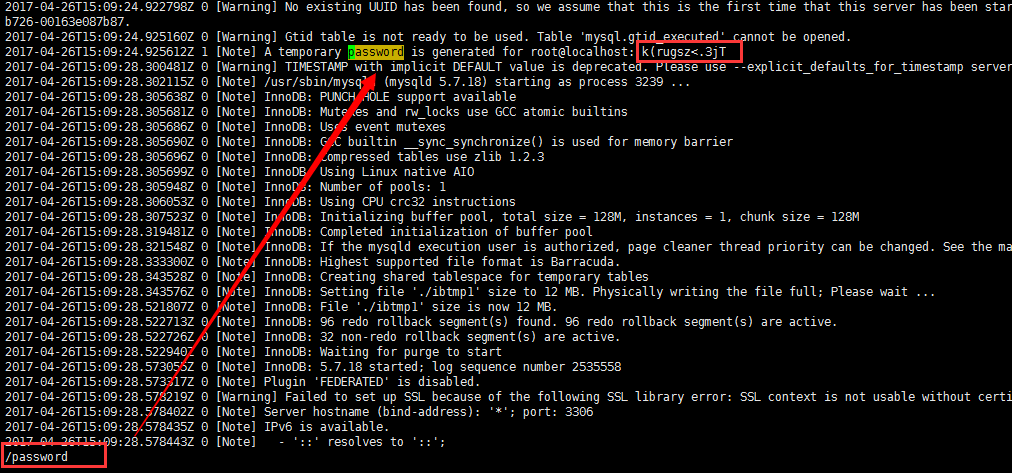 2017-04-26T15:09:24.922798Z 0 [Warning] No existing UUID has been found, so we assume that this is the first time that this server has been star
b726-00163e087b87.
2017-04-26T15:09:24.925160Z 0 [Warning] Gtid table is not ready to be used. Table 'mysql.gtid_executed' cannot be opened.
2017-04-26T15:09:24.925612Z 1 [Note] A temporary password is generated for root@localhost: k(rugsz<.3jT
2017-04-26T15:09:28.300481Z 0 [Warning] TIMESTAMP with implicit DEFAULT value is deprecated. Please use --explicit_defaults_for_timestamp server
2017-04-26T15:09:28.302115Z 0 [Note] /usr/sbin/mysqld (mysqld 5.7.18) starting as process 3239 ...
2017-04-26T15:09:28.305638Z 0 [Note] InnoDB: PUNCH HOLE support available
2017-04-26T15:09:28.305681Z 0 [Note] InnoDB: Mutexes and rw_locks use GCC atomic builtins
2017-04-26T15:09:28.305686Z 0 [Note] InnoDB: Uses event mutexes
2017-04-26T15:09:28.305690Z 0 [Note] InnoDB: GCC builtin __sync_synchronize() is used for memory barrier
2017-04-26T15:09:28.305696Z 0 [Note] InnoDB: Compressed tables use zlib 1.2.3
2017-04-26T15:09:28.305699Z 0 [Note] InnoDB: Using Linux native AIO
2017-04-26T15:09:28.305948Z 0 [Note] InnoDB: Number of pools: 1
2017-04-26T15:09:28.306053Z 0 [Note] InnoDB: Using CPU crc32 instructions
2017-04-26T15:09:28.307523Z 0 [Note] InnoDB: Initializing buffer pool, total size = 128M, instances = 1, chunk size = 128M
2017-04-26T15:09:28.319481Z 0 [Note] InnoDB: Completed initialization of buffer pool
2017-04-26T15:09:28.321548Z 0 [Note] InnoDB: If the mysqld execution user is authorized, page cleaner thread priority can be changed. See the ma
2017-04-26T15:09:28.333300Z 0 [Note] InnoDB: Highest supported file format is Barracuda.
2017-04-26T15:09:28.343528Z 0 [Note] InnoDB: Creating shared tablespace for temporary tables
2017-04-26T15:09:28.343576Z 0 [Note] InnoDB: Setting file './ibtmp1' size to 12 MB. Physically writing the file full; Please wait ...
2017-04-26T15:09:28.521807Z 0 [Note] InnoDB: File './ibtmp1' size is now 12 MB.
2017-04-26T15:09:28.522713Z 0 [Note] InnoDB: 96 redo rollback segment(s) found. 96 redo rollback segment(s) are active.
2017-04-26T15:09:28.522726Z 0 [Note] InnoDB: 32 non-redo rollback segment(s) are active.
2017-04-26T15:09:28.522940Z 0 [Note] InnoDB: Waiting for purge to start
2017-04-26T15:09:28.573055Z 0 [Note] InnoDB: 5.7.18 started; log sequence number 2535558
2017-04-26T15:09:28.573317Z 0 [Note] Plugin 'FEDERATED' is disabled.
2017-04-26T15:09:28.578219Z 0 [Warning] Failed to set up SSL because of the following SSL library error: SSL context is not usable without certi
2017-04-26T15:09:28.578402Z 0 [Note] Server hostname (bind-address): '*'; port: 3306
2017-04-26T15:09:28.578435Z 0 [Note] IPv6 is available.
2017-04-26T15:09:28.578443Z 0 [Note]   - '::' resolves to '::';
/password